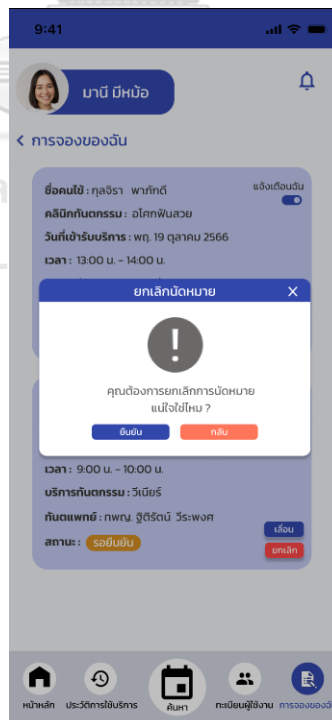 9:41
มานี มีหม้อ
การจองของฉัน
ชื่อคนไข้ : กุลจิรา พาภักดี
แจ้งเตือนฉัน
คลินิกทันตกรรม : อโศกฟันสวย
วันที่เข้ารับบริการ : พฤ. 19 ตุลาคม 2566
เวลา : 13:00 น. - 14:00 น.
ยกเลิกนัดหมาย X
คุณต้องการยกเลิกการนัดหมาย
แน่ใจใช่ไหม ?
ยืนยัน
กลับ
เวลา : 9:00 น. - 10:00 น.
บริการทันตกรรม : วีเนียร์
ทันตแพทย์ : ทพญ. ฐิติรัตน์ วีระพงศ์
เลื่อน
สถานะ : รอยืนยัน
ยกเลิก
หน้าหลัก
ประวัติการใช้บริการ
ค้นหา
ทะเบียนผู้ใช้งาน
การจองของฉัน